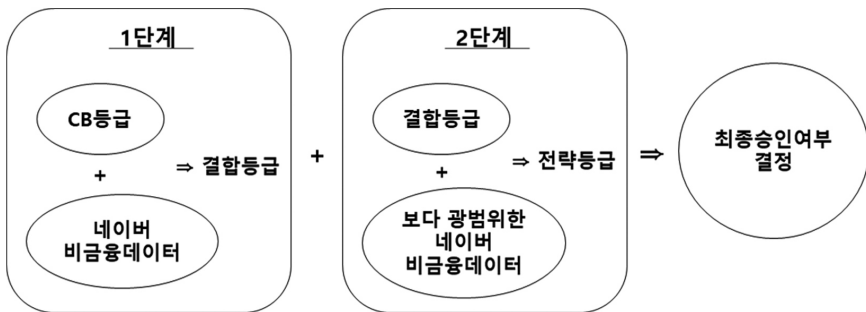 1단계
CB등급
+
네이버
비금융데이터
⇒ 결합등급
+
2단계
결합등급
+
보다 광범위한
네이버
비금융데이터
⇒ 전략등급
⇒
최종승인여부
결정